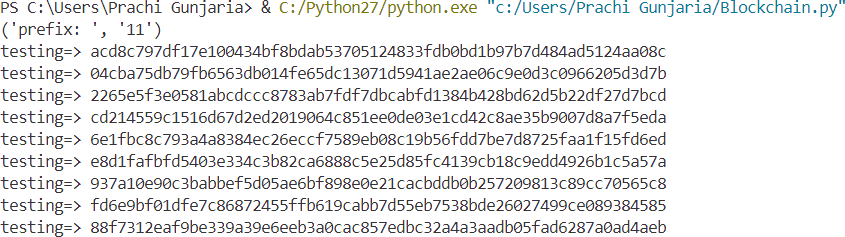 PS C:\Users\Prachi Gunjaria> & C:/Python27/python.exe "c:/Users/Prachi Gunjaria/Blockchain.py"
('prefix: ', '11')
testing=> acd8c797df17e100434bf8bdab53705124833fdb0bd1b97b7d484ad5124aa08c
testing=> 04cba75db79fb6563db014fe65dc13071d5941ae2ae06c9e0d3c0966205d3d7b
testing=> 2265e5f3e0581abcdccc8783ab7fdf7dbcabfd1384b428bd62d5b22df27d7bcd
testing=> cd214559c1516d67d2ed2019064c851ee0de03e1cd42c8ae35b9007d8a7f5eda
testing=> 6e1fbc8c793a4a8384ec26eccf7589eb08c19b56fdd7be7d8725faa1f15fd6ed
testing=> e8d1fafbfd5403e334c3b82ca6888c5e25d85fc4139cb18c9edd4926b1c5a57a
testing=> 937a10e90c3babbef5d05ae6bf898e0e21cacbddb0b257209813c89cc70565c8
testing=> fd6e9bf01dfe7c86872455ffb619cabb7d55eb7538bde26027499ce089384585
testing=> 88f7312eaf9be339a39e6eeb3a0cac857edbc32a4a3aadb05fad6287a0ad4aeb